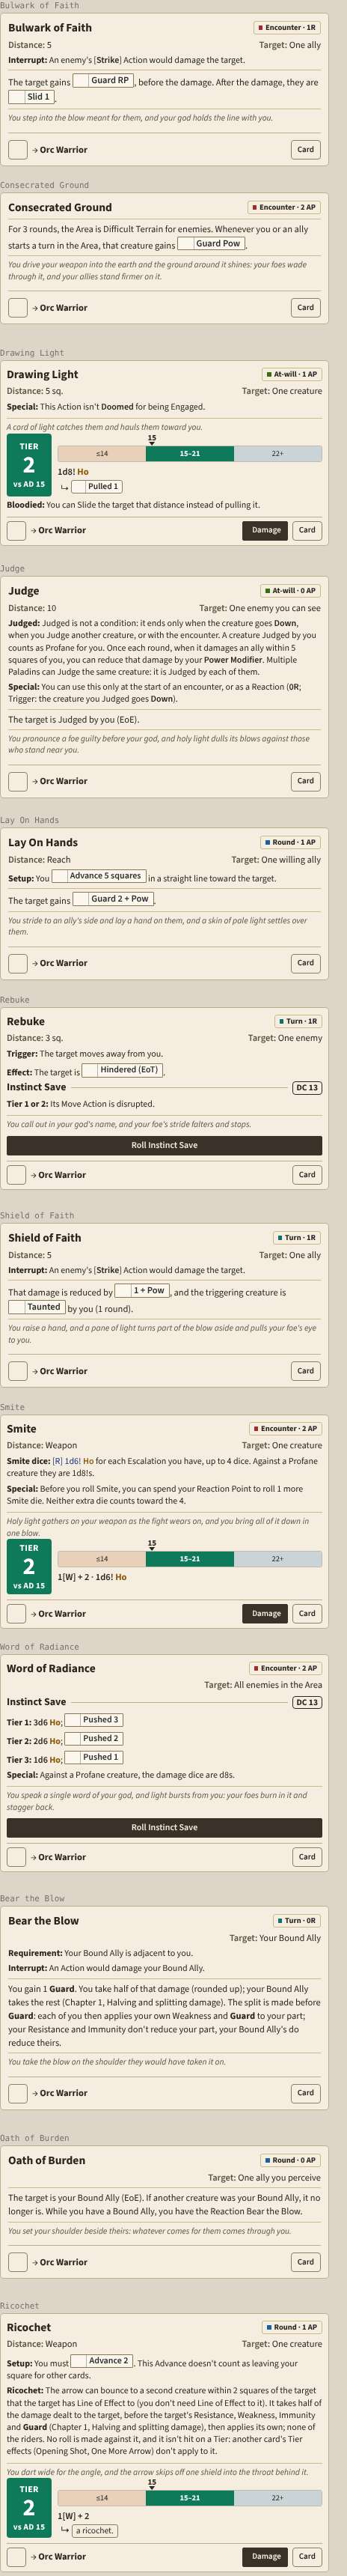 Bulwark of Faith
Bulwark of Faith
Encounter · 1R
Distance: 5
Target: One ally
Interrupt: An enemy's [Strike] Action would damage the target.
The target gains Guard RP, before the damage. After the damage, they are
Slid 1.
You step into the blow meant for them, and your god holds the line with you.
→ Orc Warrior
Card
Consecrated Ground
Consecrated Ground
Encounter · 2 AP
For 3 rounds, the Area is Difficult Terrain for enemies. Whenever you or an ally
starts a turn in the Area, that creature gains Guard Pow.
You drive your weapon into the earth and the ground around it shines: your foes wade
through it, and your allies stand firmer on it.
→ Orc Warrior
Card
Drawing Light
Drawing Light
At-will · 1 AP
Distance: 5 sq.
Target: One creature
Special: This Action isn't Doomed for being Engaged.
A cord of light catches them and hauls them toward you.
TIER
2
vs AD 15
15
≤14
15–21
22+
1d8! Ho
↪ Pulled 1
Bloodied: You can Slide the target that distance instead of pulling it.
→ Orc Warrior
Damage
Card
Judge
Judge
At-will · 0 AP
Distance: 10
Target: One enemy you can see
Judged: Judged is not a condition: it ends only when the creature goes Down,
when you Judge another creature, or with the encounter. A creature Judged by you
counts as Profane for you. Once each round, when it damages an ally within 5
squares of you, you can reduce that damage by your Power Modifier. Multiple
Paladins can Judge the same creature: it is Judged by each of them.
Special: You can use this only at the start of an encounter, or as a Reaction (0R;
Trigger: the creature you Judged goes Down).
The target is Judged by you (EoE).
You pronounce a foe guilty before your god, and holy light dulls its blows against those
who stand near you.
→ Orc Warrior
Card
Lay On Hands
Lay On Hands
Round · 1 AP
Distance: Reach
Target: One willing ally
Setup: You Advance 5 squares in a straight line toward the target.
The target gains Guard 2 + Pow.
You stride to an ally's side and lay a hand on them, and a skin of pale light settles over
them.
→ Orc Warrior
Card
Rebuke
Rebuke
Turn · 1R
Distance: 3 sq.
Target: One enemy
Trigger: The target moves away from you.
Effect: The target is Hindered (EoT).
Instinct Save
DC 13
Tier 1 or 2: Its Move Action is disrupted.
You call out in your god's name, and your foe's stride falters and stops.
Roll Instinct Save
→ Orc Warrior
Card
Shield of Faith
Shield of Faith
Turn · 1R
Distance: 5
Target: One ally
Interrupt: An enemy's [Strike] Action would damage the target.
That damage is reduced by 1 + Pow, and the triggering creature is
Taunted by you (1 round).
You raise a hand, and a pane of light turns part of the blow aside and pulls your foe's eye
to you.
→ Orc Warrior
Card
Smite
Smite
Encounter · 2 AP
Distance: Weapon
Target: One creature
Smite dice: [R] 1d6! Ho for each Escalation you have, up to 4 dice. Against a Profane
creature they are 1d8!s.
Special: Before you roll Smite, you can spend your Reaction Point to roll 1 more
Smite die. Neither extra die counts toward the 4.
Holy light gathers on your weapon as the fight wears on, and you bring all of it down in
one blow.
TIER
2
vs AD 15
15
≤14
15–21
22+
1[W] + 2 · 1d6! Ho
→ Orc Warrior
Damage
Card
Word of Radiance
Word of Radiance
Encounter · 2 AP
Target: All enemies in the Area
Instinct Save
DC 13
Tier 1: 3d6 Ho; Pushed 3
Tier 2: 2d6 Ho; Pushed 2
Tier 3: 1d6 Ho; Pushed 1
Special: Against a Profane creature, the damage dice are d8s.
You speak a single word of your god, and light bursts from you: your foes burn in it and
stagger back.
Roll Instinct Save
→ Orc Warrior
Card
Bear the Blow
Bear the Blow
Turn · 0R
Target: Your Bound Ally
Requirement: Your Bound Ally is adjacent to you.
Interrupt: An Action would damage your Bound Ally.
You gain 1 Guard. You take half of that damage (rounded up); your Bound Ally
takes the rest (Chapter 1, Halving and splitting damage). The split is made before
Guard: each of you then applies your own Weakness and Guard to your part;
your Resistance and Immunity don't reduce your part, your Bound Ally's do
reduce theirs.
You take the blow on the shoulder they would have taken it on.
→ Orc Warrior
Card
Oath of Burden
Oath of Burden
Round · 0 AP
Target: One ally you perceive
The target is your Bound Ally (EoE). If another creature was your Bound Ally, it no
longer is. While you have a Bound Ally, you have the Reaction Bear the Blow.
You set your shoulder beside theirs: whatever comes for them comes through you.
→ Orc Warrior
Card
Ricochet
Ricochet
Round · 1 AP
Distance: Weapon
Target: One creature
Setup: You must Advance 2. This Advance doesn't count as leaving your
square for other cards.
Ricochet: The arrow can bounce to a second creature within 2 squares of the target
that the target has Line of Effect to (you don't need Line of Effect to it). It takes half of
the damage dealt to the target, before the target's Resistance, Weakness, Immunity
and Guard (Chapter 1, Halving and splitting damage), then applies its own; none of
the riders. No roll is made against it, and it isn't hit on a Tier: another card's Tier
effects (Opening Shot, One More Arrow) don't apply to it.
You dart wide for the angle, and the arrow skips off one shield into the throat behind it.
TIER
2
vs AD 15
15
≤14
15–21
22+
1[W] + 2
↪ a ricochet.
→ Orc Warrior
Damage
Card